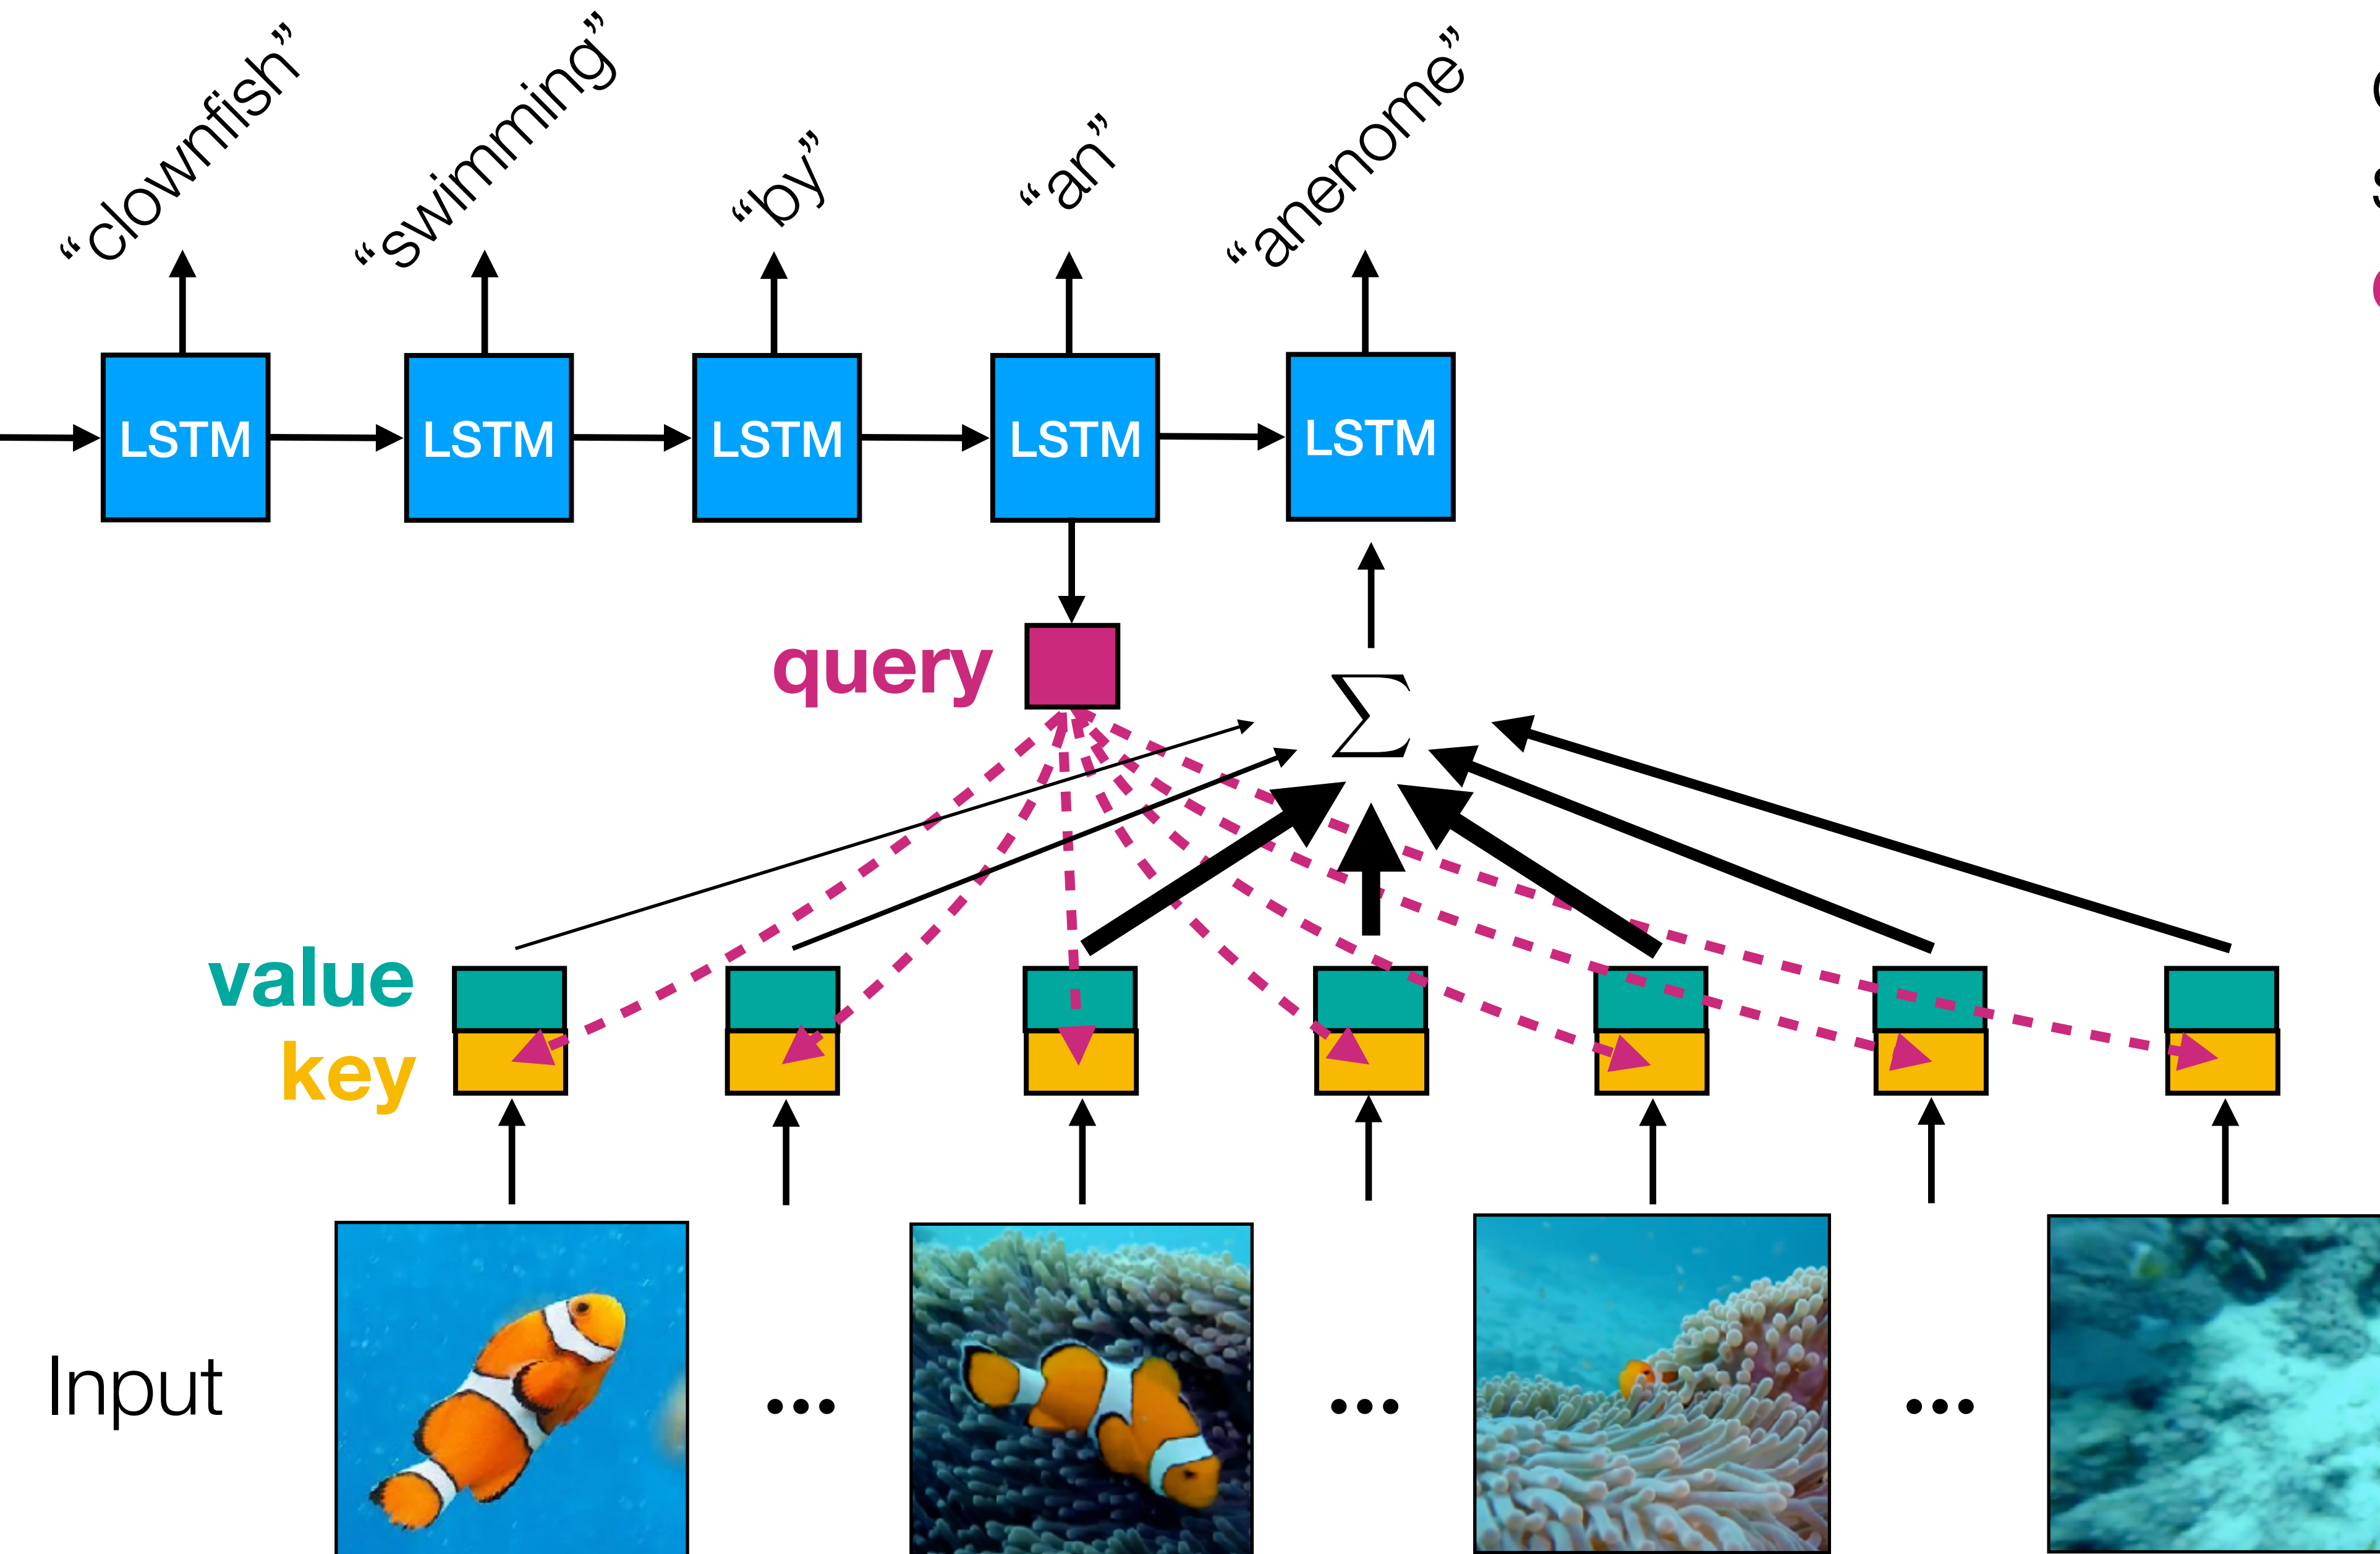 “clownfish”
“swimming”
“by”
“an”
“anenome”
LSTM
LSTM
LSTM
LSTM
LSTM
query
∑
value
key
Input
...
...
...